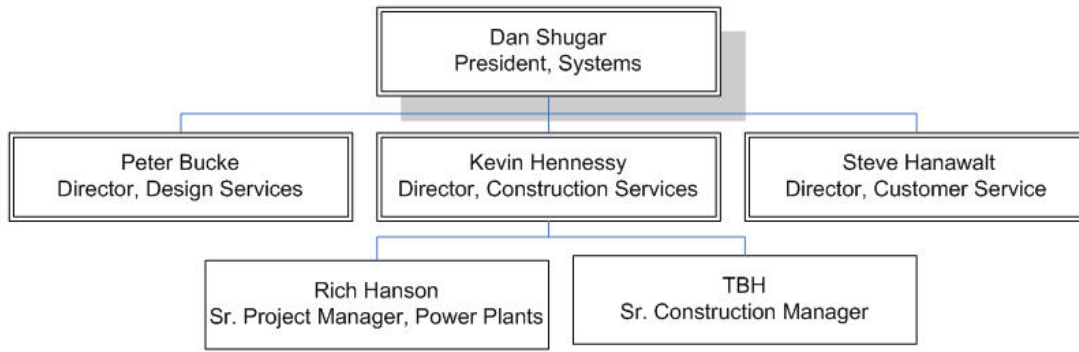 Dan Shugar
President, Systems
Peter Bucke
Director, Design Services
Kevin Hennessy
Director, Construction Services
Steve Hanawalt
Director, Customer Service
Rich Hanson
Sr. Project Manager, Power Plants
TBH
Sr. Construction Manager